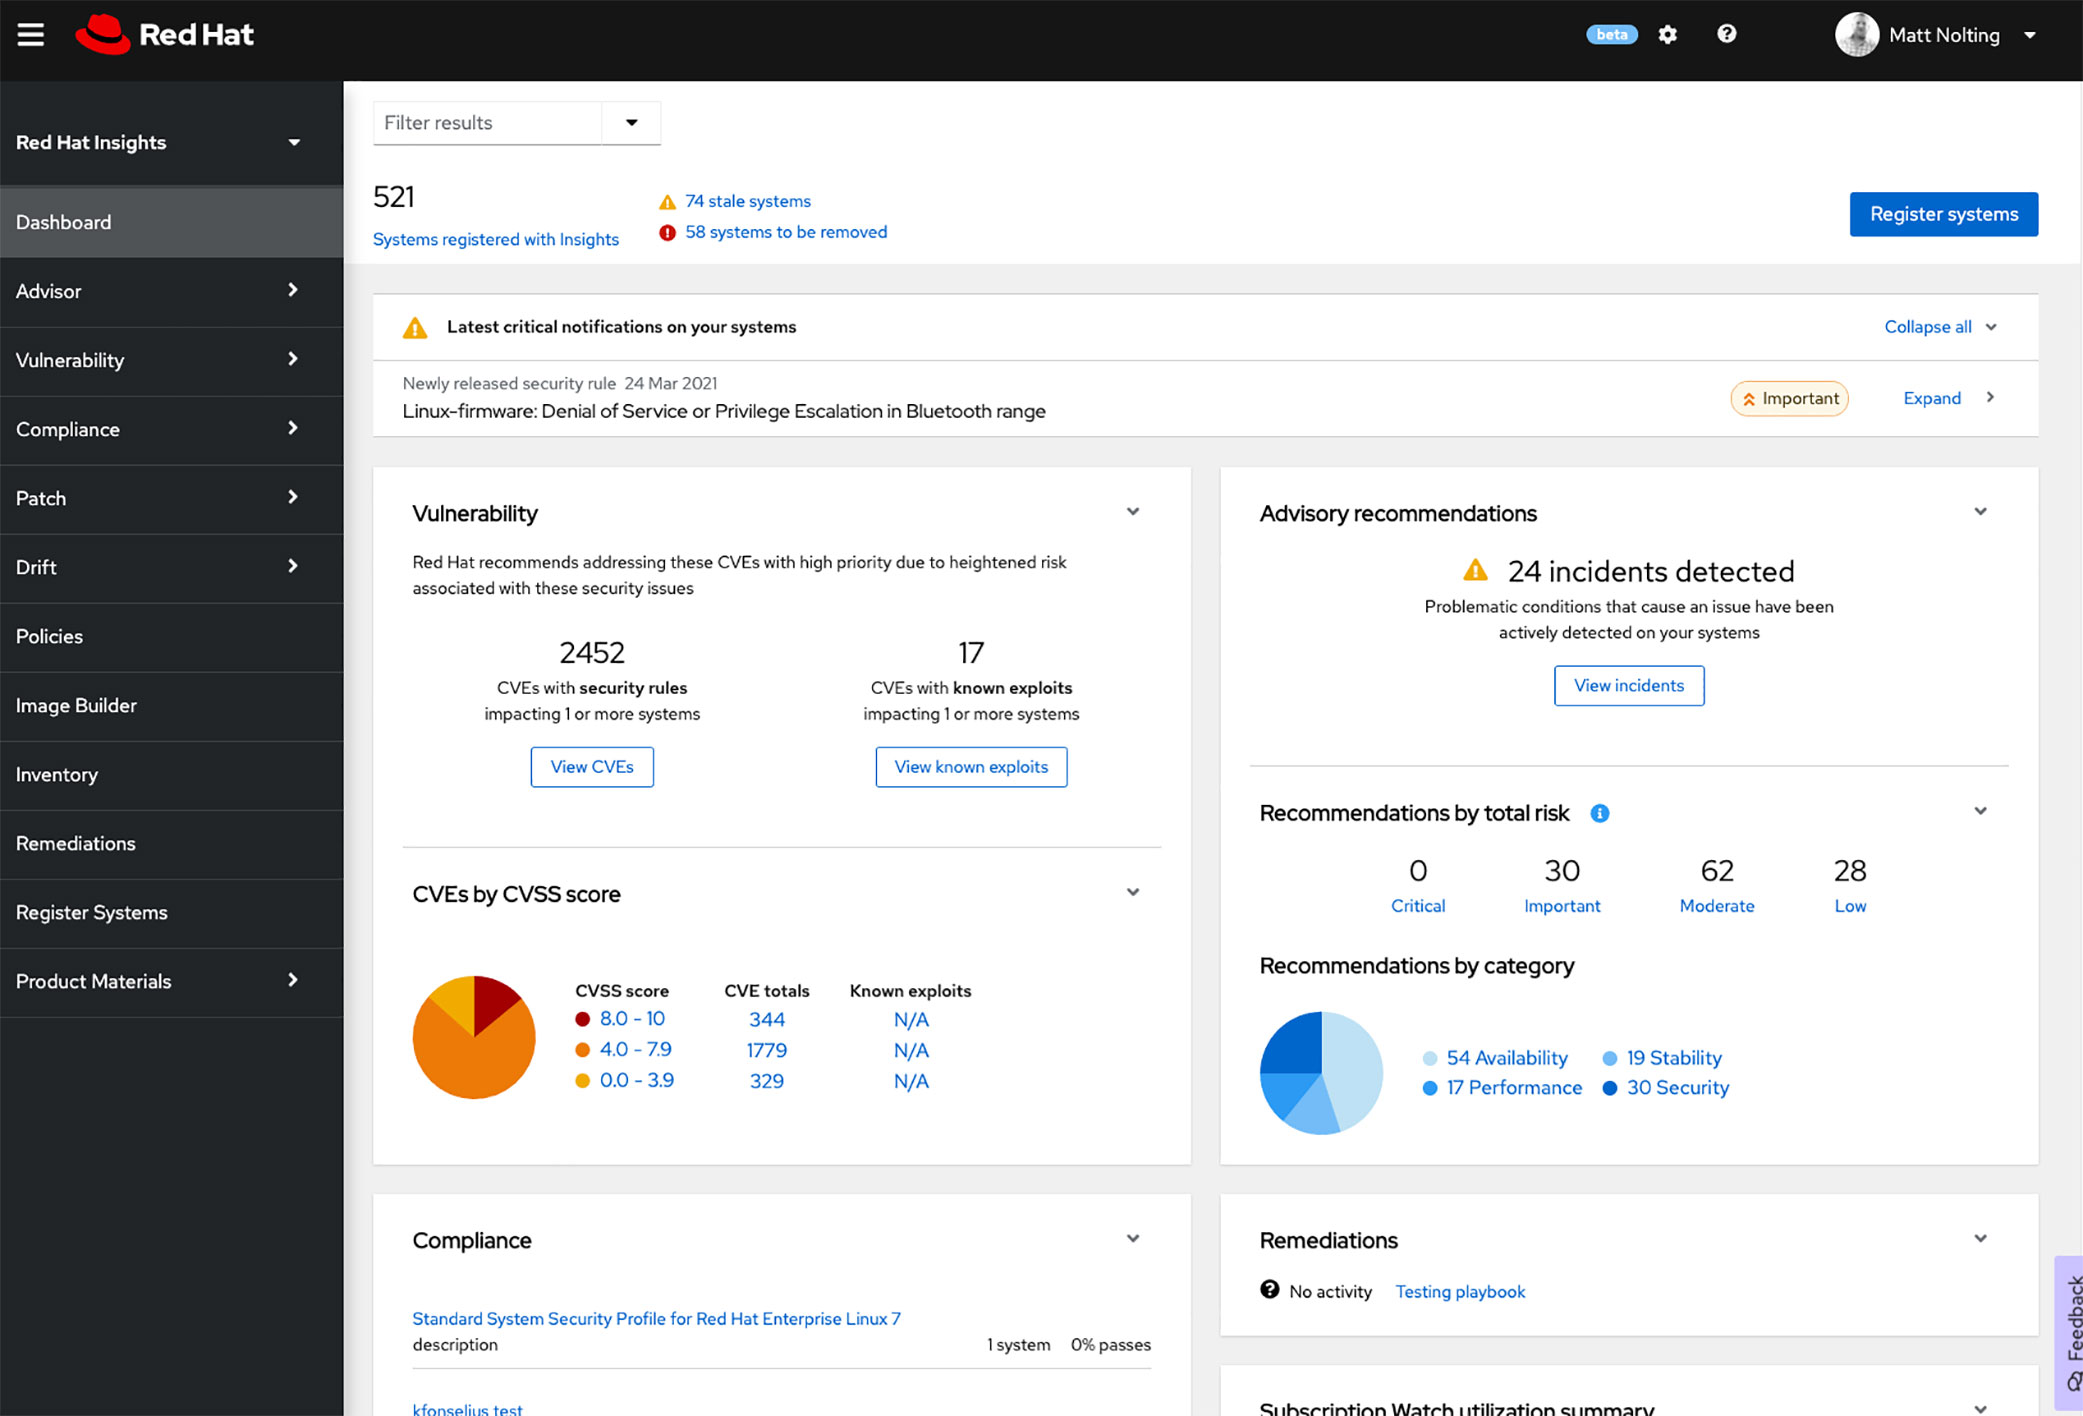 Red Hat
beta
Matt Nolting
Red Hat Insights
Dashboard
Advisor
Vulnerability
Compliance
Patch
Drift
Policies
Image Builder
Inventory
Remediations
Register Systems
Product Materials
Filter results
521
Systems registered with Insights
74 stale systems
58 systems to be removed
Register systems
Latest critical notifications on your systems
Collapse all
Newly released security rule 24 Mar 2021
Linux-firmware: Denial of Service or Privilege Escalation in Bluetooth range
Important
Expand
Vulnerability
Red Hat recommends addressing these CVEs with high priority due to heightened risk
associated with these security issues
2452
CVEs with security rules
impacting 1 or more systems
View CVEs
17
CVEs with known exploits
impacting 1 or more systems
View known exploits
CVEs by CVSS score
CVSS score CVE totals Known exploits
8.0 - 10 344 N/A
4.0 - 7.9 1779 N/A
0.0 - 3.9 329 N/A
Advisory recommendations
24 incidents detected
Problematic conditions that cause an issue have been
actively detected on your systems
View incidents
Recommendations by total risk
0 30 62 28
Critical Important Moderate Low
Recommendations by category
54 Availability 19 Stability
17 Performance 30 Security
Compliance
Standard System Security Profile for Red Hat Enterprise Linux 7
description 1 system 0% passes
kfonselius test
Remediations
No activity Testing playbook
Subscription Watch utilization summary
Feedback